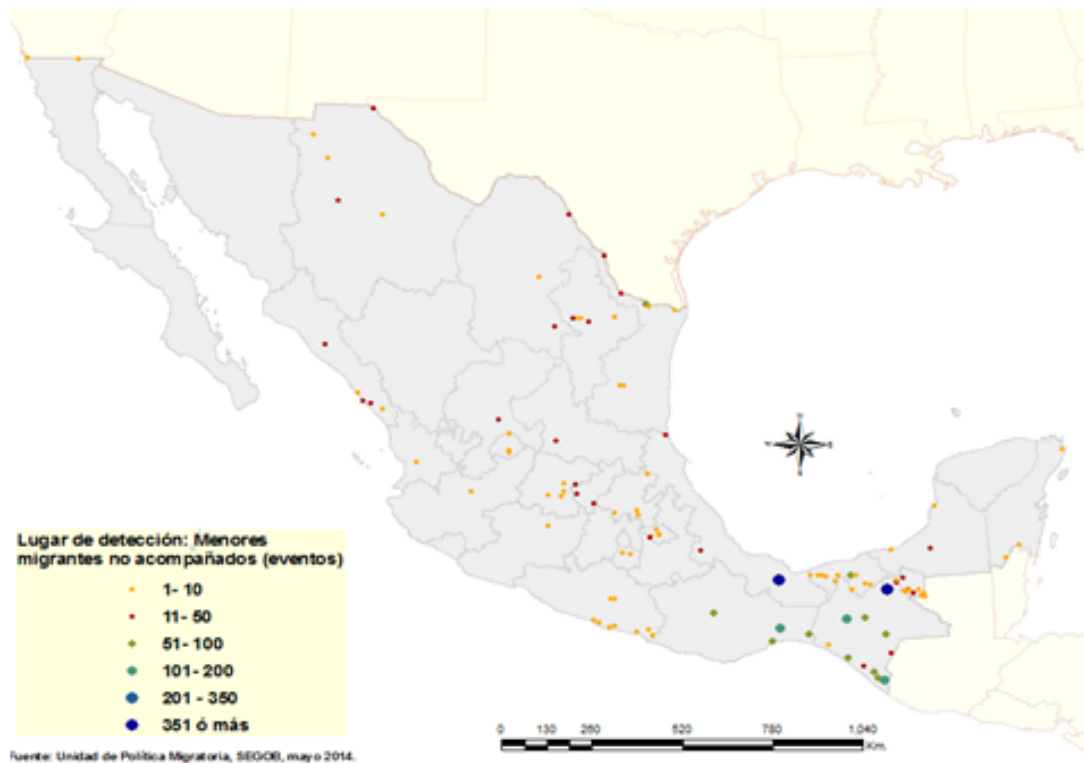 Lugar de detección: Menores
migrantes no acompañados (eventos)
1- 10
11- 50
51- 100
101- 200
201 - 350
351 ó más
0 130 260 520 780 1,040
Km.
Fuente: Unidad de Política Migratoria, SEGOB, mayo 2014.